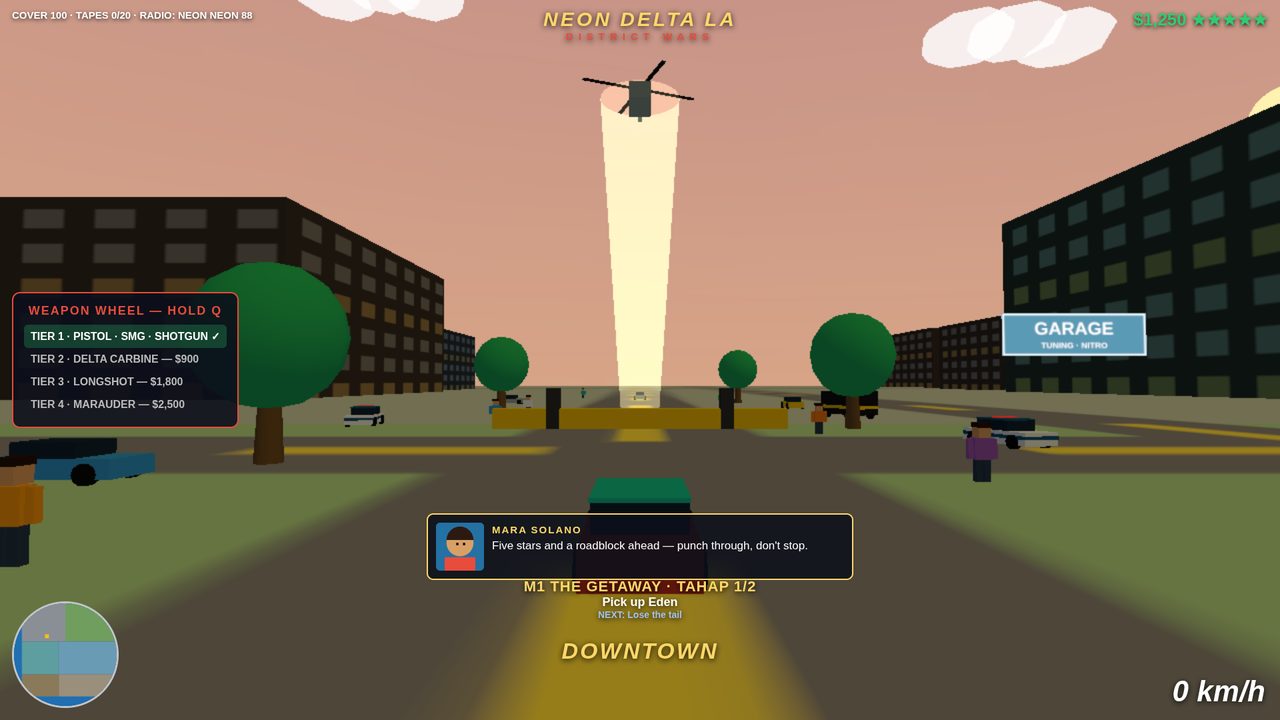 COVER 100 · TAPES 0/20 · RADIO: NEON NEON 88
NEON DELTA LA
DISTRICT WARS
$1,250 ★★★★★
WEAPON WHEEL — HOLD Q
TIER 1 · PISTOL · SMG · SHOTGUN ✓
TIER 2 · DELTA CARBINE — $900
TIER 3 · LONGSHOT — $1,800
TIER 4 · MARAUDER — $2,500
GARAGE
TUNING · NITRO
MARA SOLANO
Five stars and a roadblock ahead — punch through, don't stop.
M1 THE GETAWAY · TAHAP 1/2
Pick up Eden
NEXT: Lose the tail
DOWNTOWN
0 km/h